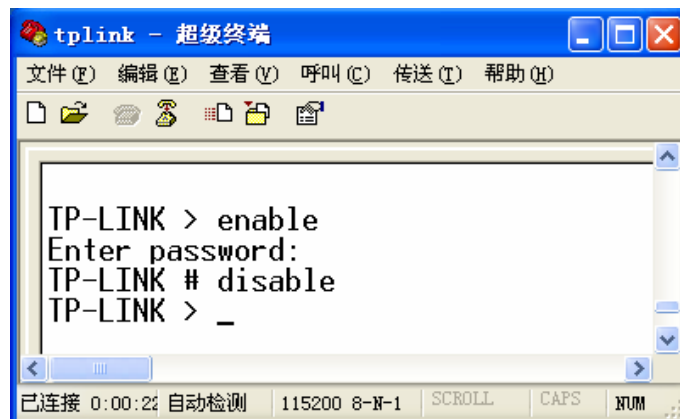 tplink - 超级终端
文件(F) 编辑(E) 查看(V) 呼叫(C) 传送(T) 帮助(H)
TP-LINK > enable
Enter password:
TP-LINK # disable
TP-LINK > _
已连接 0:00:22 自动检测 115200 8-N-1 SCROLL CAPS NUM